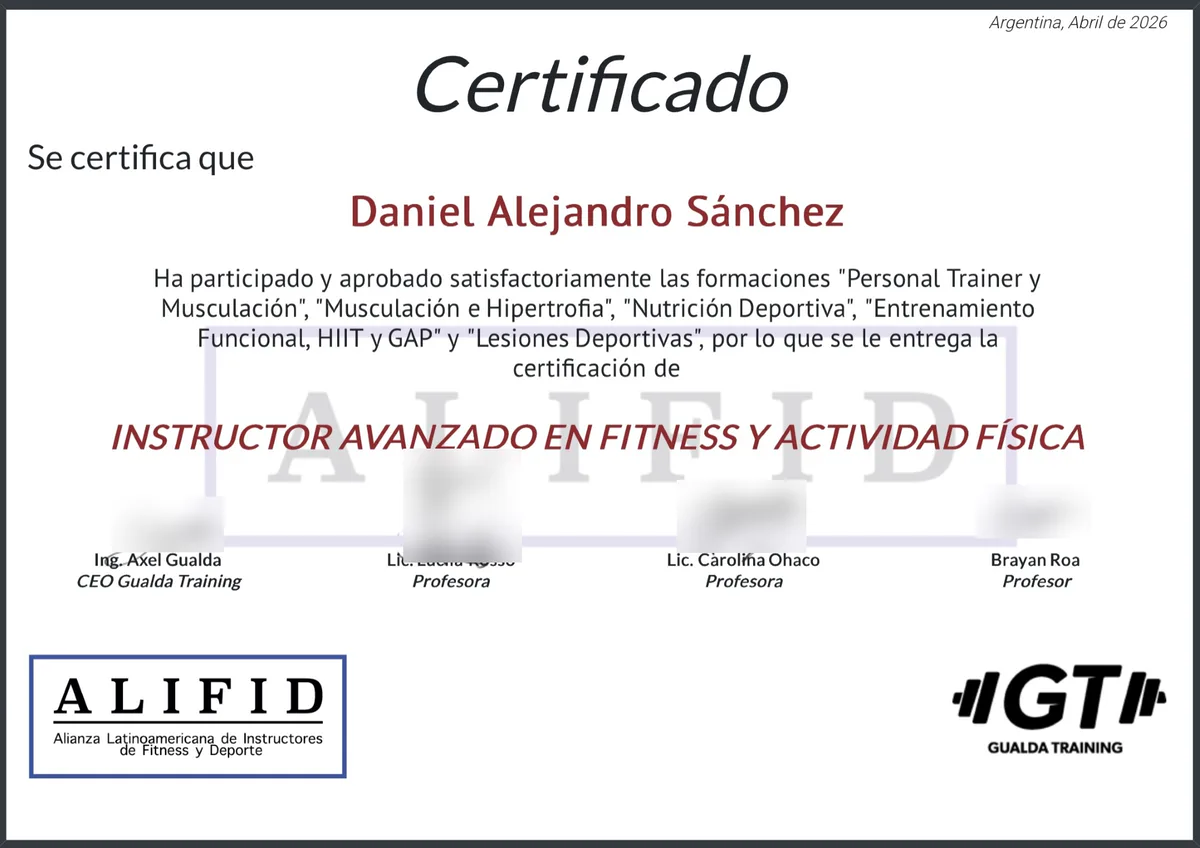 Argentina, Abril de 2026
Certificado
Se certifica que
Daniel Alejandro Sánchez
Ha participado y aprobado satisfactoriamente las formaciones "Personal Trainer y
Musculación", "Musculación e Hipertrofia", "Nutrición Deportiva", "Entrenamiento
Funcional, HIIT y GAP" y "Lesiones Deportivas", por lo que se le entrega la
certificación de
ALIFID
INSTRUCTOR AVANZADO EN FITNESS Y ACTIVIDAD FÍSICA
Ing. Axel Gualda
CEO Gualda Training
Lic.
Profesora
Lic. Carolina Ohaco
Profesora
Brayan Roa
Profesor
ALIFID
Alianza Latinoamericana de Instructores
de Fitness y Deporte
GT
GUALDA TRAINING